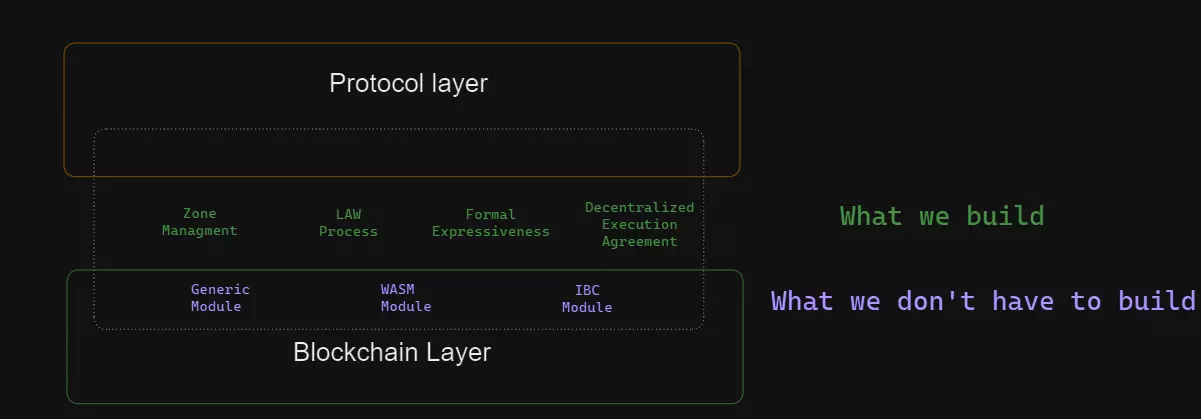 Protocol layer
Zone
Managment
LAW
Process
Formal
Expressiveness
Decentralized
Execution
Agreement
What we build
Generic
Module
WASM
Module
IBC
Module
What we don't have to build
Blockchain Layer